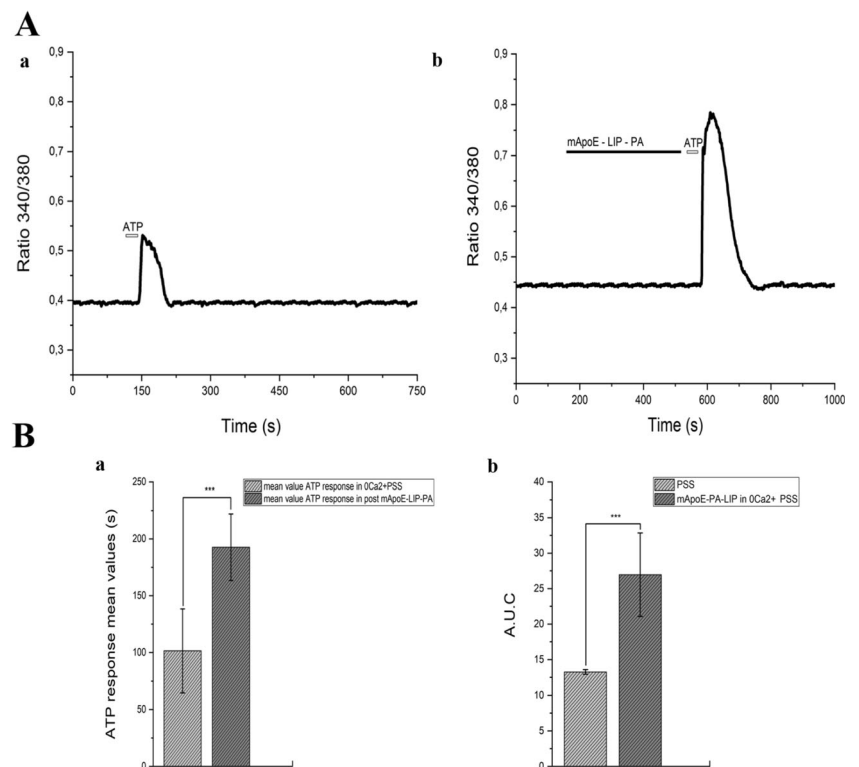 A
a
0,9
0,8
0,7
0,6
0,5
0,4
0,3
Ratio 340/380
ATP
0 150 300 450 600 750
Time (s)
b
0,9
0,8
0,7
0,6
0,5
0,4
0,3
Ratio 340/380
mApoE - LIP - PA
ATP
0 200 400 600 800 1000
Time (s)
B
a
250
200
150
100
50
0
ATP response mean values (s)
mean value ATP response in 0Ca2+PSS
mean value ATP response in post mApoE-LIP-PA
***
b
40
35
30
25
20
15
10
5
0
A.U.C
PSS
mApoE-PA-LIP in 0Ca2+ PSS
***